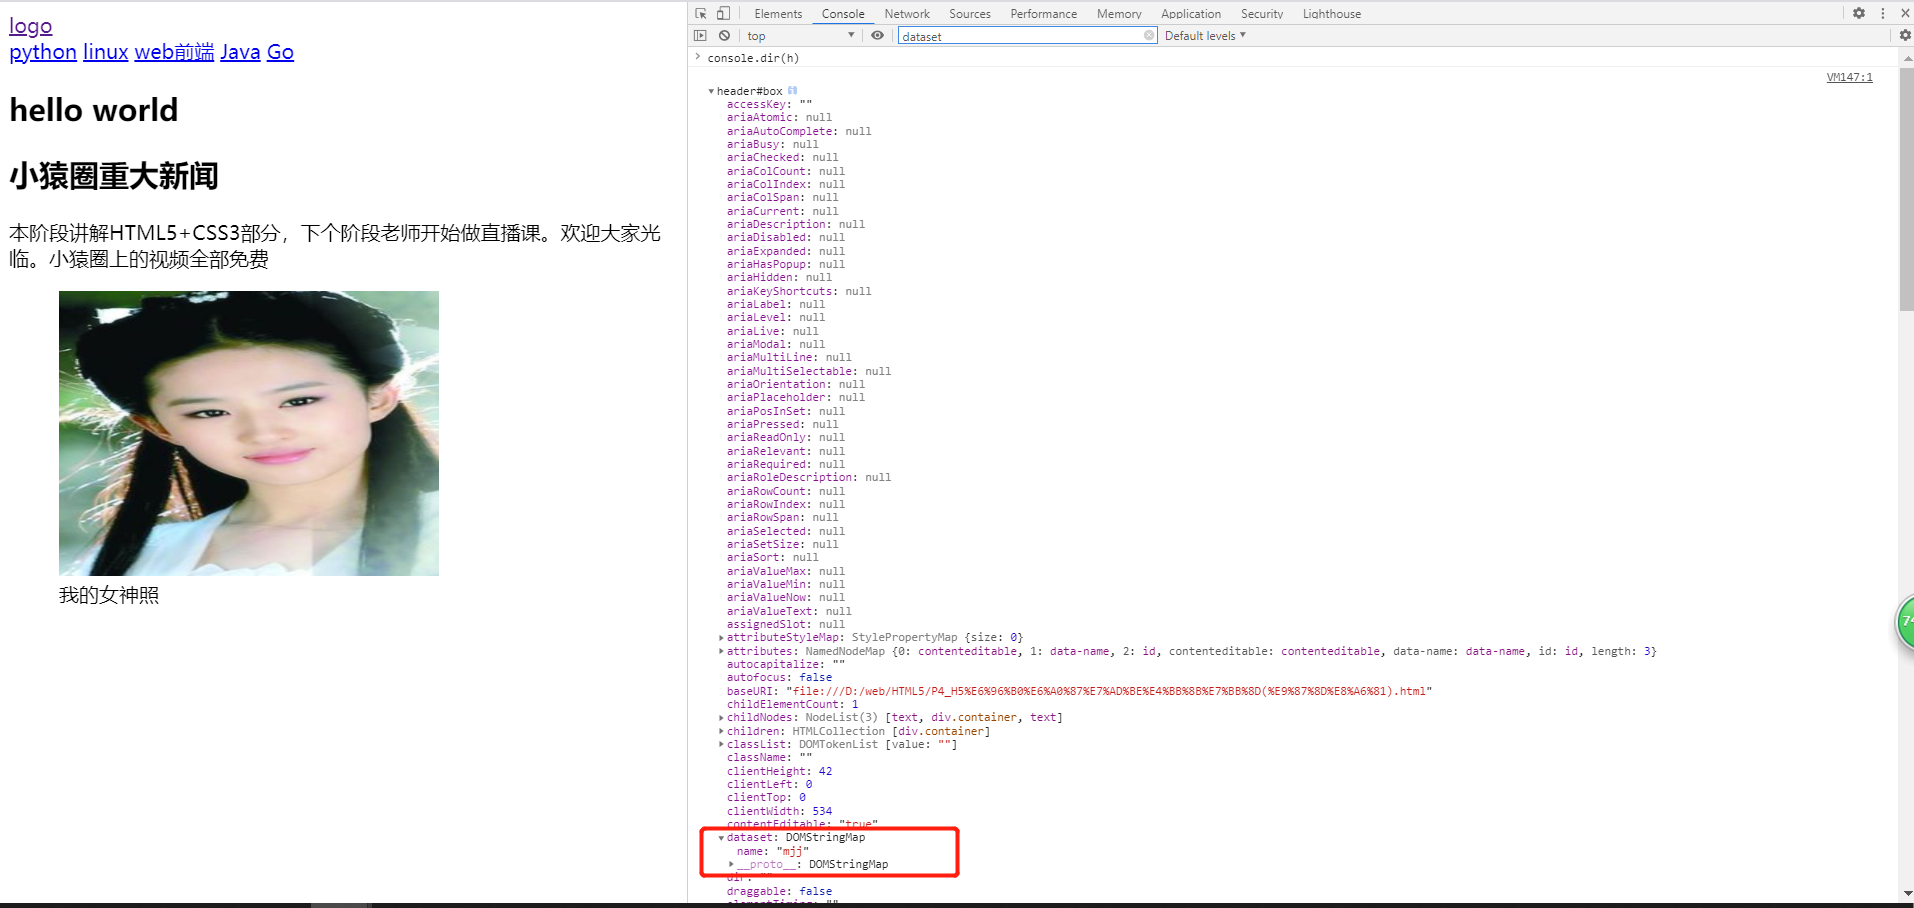 logo
python linux web前端 Java Go
hello world
小猿圈重大新闻
本阶段讲解HTML5+CSS3部分，下个阶段老师开始做直播课。欢迎大家光
临。小猿圈上的视频全部免费
我的女神照
Elements Console Network Sources Performance Memory Application Security Lighthouse
top dataset Default levels
console.dir(h)
VM147:1
header#box
accessKey: ""
ariaAtomic: null
ariaAutoComplete: null
ariaBusy: null
ariaChecked: null
ariaColCount: null
ariaColIndex: null
ariaColSpan: null
ariaCurrent: null
ariaDescription: null
ariaDisabled: null
ariaExpanded: null
ariaHasPopup: null
ariaHidden: null
ariaKeyShortcuts: null
ariaLabel: null
ariaLevel: null
ariaLive: null
ariaModal: null
ariaMultiLine: null
ariaMultiSelectable: null
ariaOrientation: null
ariaPlaceholder: null
ariaPosInSet: null
ariaPressed: null
ariaReadOnly: null
ariaRelevant: null
ariaRequired: null
ariaRoleDescription: null
ariaRowCount: null
ariaRowIndex: null
ariaRowSpan: null
ariaSelected: null
ariaSetSize: null
ariaSort: null
ariaValueMax: null
ariaValueMin: null
ariaValueNow: null
ariaValueText: null
assignedSlot: null
attributeStyleMap: StylePropertyMap {size: 0}
attributes: NamedNodeMap {0: contenteditable, 1: data-name, 2: id, contenteditable: contenteditable, data-name: data-name, id: id, length: 3}
autocapitalize: ""
autofocus: false
baseURI: "file:///D:/web/HTML5/P4_H5%E6%96%B0%E6%A0%87%E7%AD%BE%E4%BB%8B%E7%BB%8D(%E9%87%8D%E8%A6%81).html"
childElementCount: 1
childNodes: NodeList(3) [text, div.container, text]
children: HTMLCollection [div.container]
classList: DOMTokenList [value: ""]
className: ""
clientHeight: 42
clientLeft: 0
clientTop: 0
clientWidth: 534
contentEditable: "true"
dataset: DOMStringMap
name: "mjj"
__proto__: DOMStringMap
dir: ""
draggable: false
elementTiming: ""